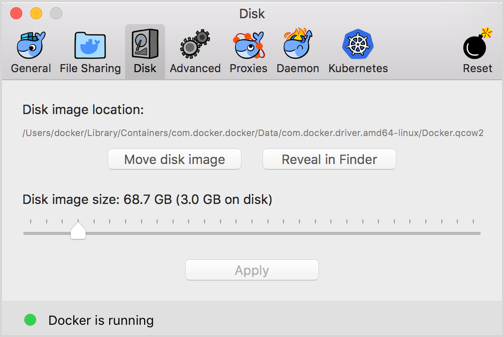 Disk
General File Sharing Disk Advanced Proxies Daemon Kubernetes Reset
Disk image location:
/Users/docker/Library/Containers/com.docker.docker/Data/com.docker.driver.amd64-linux/Docker.qcow2
Move disk image Reveal in Finder
Disk image size: 68.7 GB (3.0 GB on disk)
Apply
Docker is running